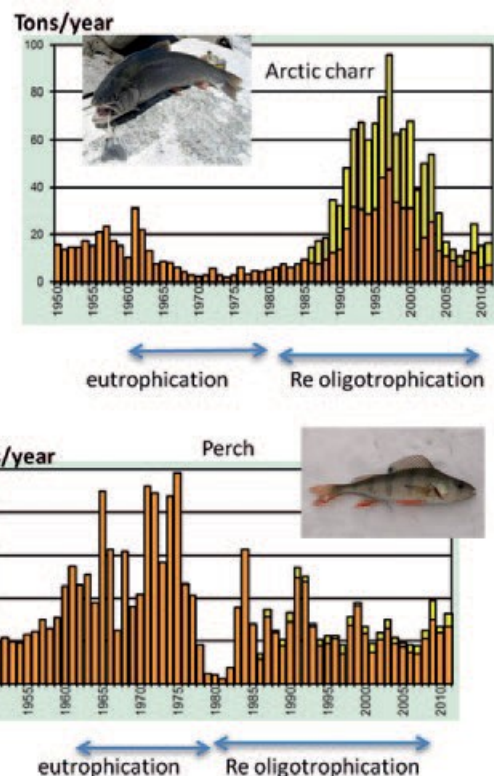 Tons/year
Arctic charr
100
80
60
40
20
0
1950 1955 1960 1965 1970 1975 1980 1985 1990 1995 2000 2005 2010
eutrophication Re oligotrophication
s/year
Perch
1955 1960 1965 1970 1975 1980 1985 1990 1995 2000 2005 2010
eutrophication Re oligotrophication